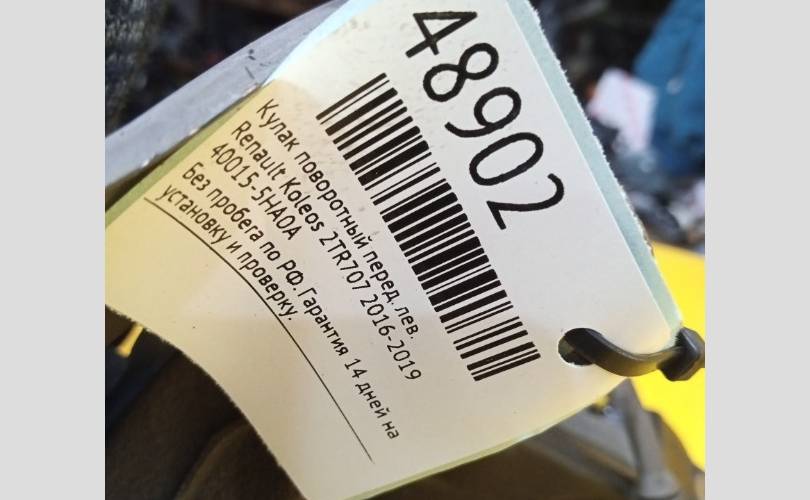 48902
Кулак поворотный перед. лев.
Renault Koleos 2TR707 2016-2019
40015-5HA0A
Без пробега по РФ. Гарантия 14 дней на
установку и проверку.